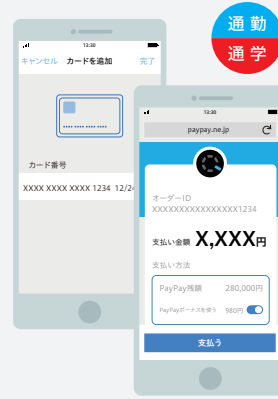 通勤
通学
13:30
キャンセル カードを追加 完了
カード番号
XXXX XXXX XXXX 1234 12/24
13:30
paypay.ne.jp
オーダーID
XXXXXXXXXXXXXXXX1234
支払い金額 X,XXX円
支払い方法
PayPay残額 280,000円
PayPayボーナスを使う 980円
支払う